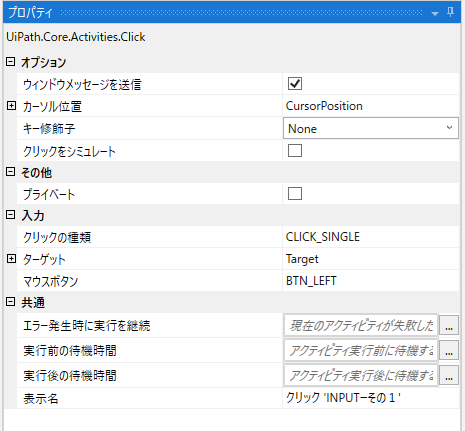 プロパティ
UiPath.Core.Activities.Click
オプション
ウィンドウメッセージを送信
カーソル位置 CursorPosition
キー修飾子 None
クリックをシミュレート
その他
プライベート
入力
クリックの種類 CLICK_SINGLE
ターゲット Target
マウスボタン BTN_LEFT
共通
エラー発生時に実行を継続 現在のアクティビティが失敗した ...
実行前の待機時間 アクティビティ実行前に待機する ...
実行後の待機時間 アクティビティ実行後に待機する ...
表示名 クリック 'INPUTーその１'